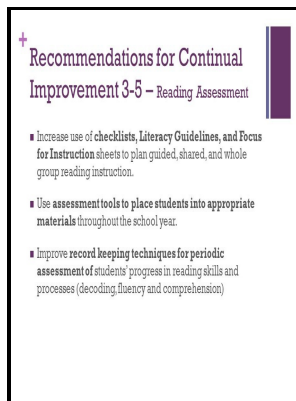 +
Recommendations for Continual
Improvement 3-5 – Reading Assessment
■ Increase use of checklists, Literacy Guidelines, and Focus
for Instruction sheets to plan guided, shared, and whole
group reading instruction.
■ Use assessment tools to place students into appropriate
materials throughout the school year.
■ Improve record keeping techniques for periodic
assessment of students' progress in reading skills and
processes (decoding, fluency and comprehension)